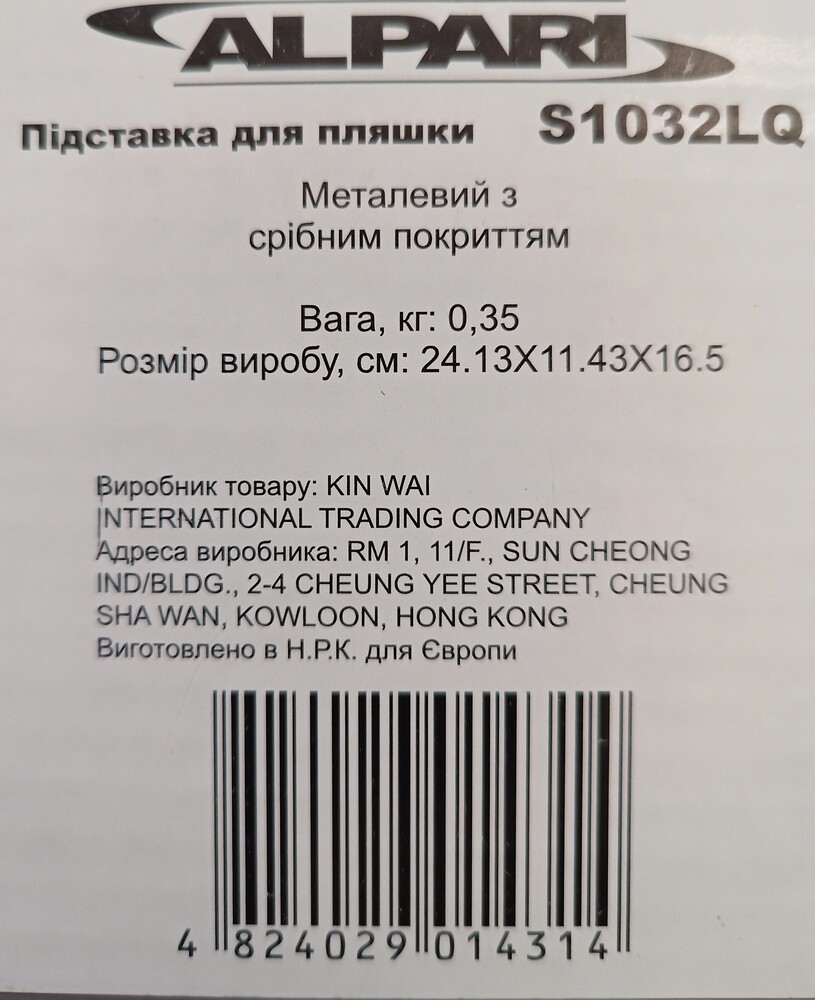 ALPARI
Підставка для пляшки S1032LQ
Металевий з
срібним покриттям
Вага, кг: 0,35
Розмір виробу, см: 24.13X11.43X16.5
Виробник товару: KIN WAI
INTERNATIONAL TRADING COMPANY
Адреса виробника: RM 1, 11/F., SUN CHEONG
IND/BLDG., 2-4 CHEUNG YEE STREET, CHEUNG
SHA WAN, KOWLOON, HONG KONG
Виготовлено в Н.Р.К. для Європи
4 824029 014314